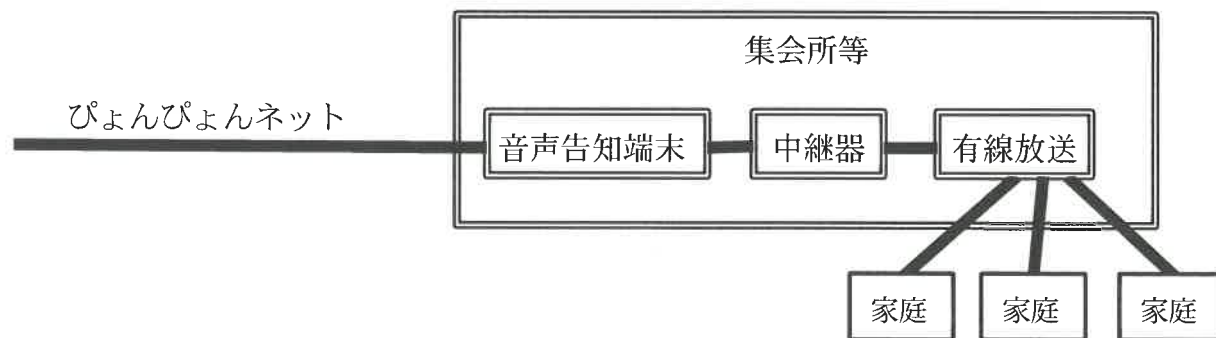 集会所等
ぴょんぴょんネット
音声告知端末
中継器
有線放送
家庭
家庭
家庭